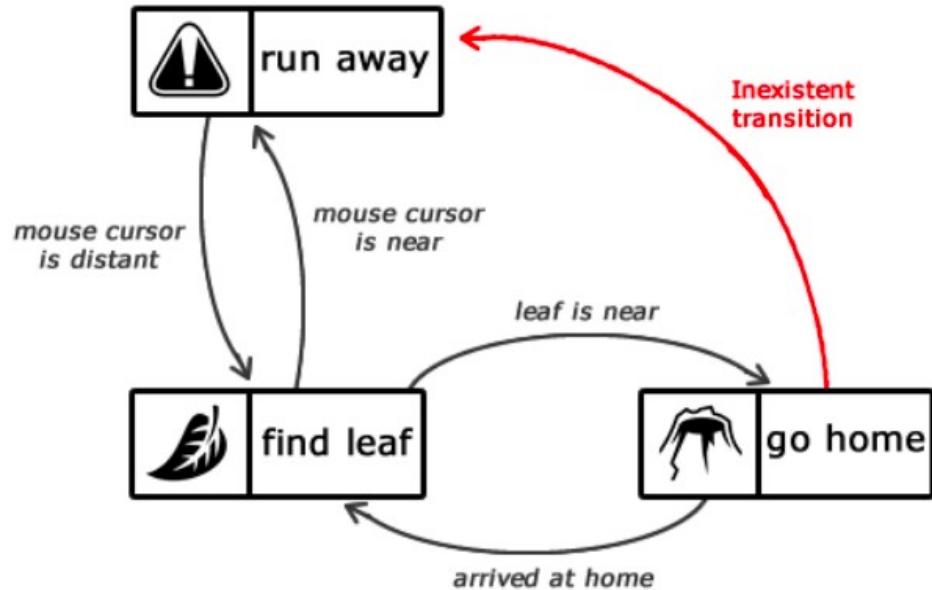 run away
Inexistent
transition
mouse cursor
is distant
mouse cursor
is near
leaf is near
find leaf
go home
arrived at home